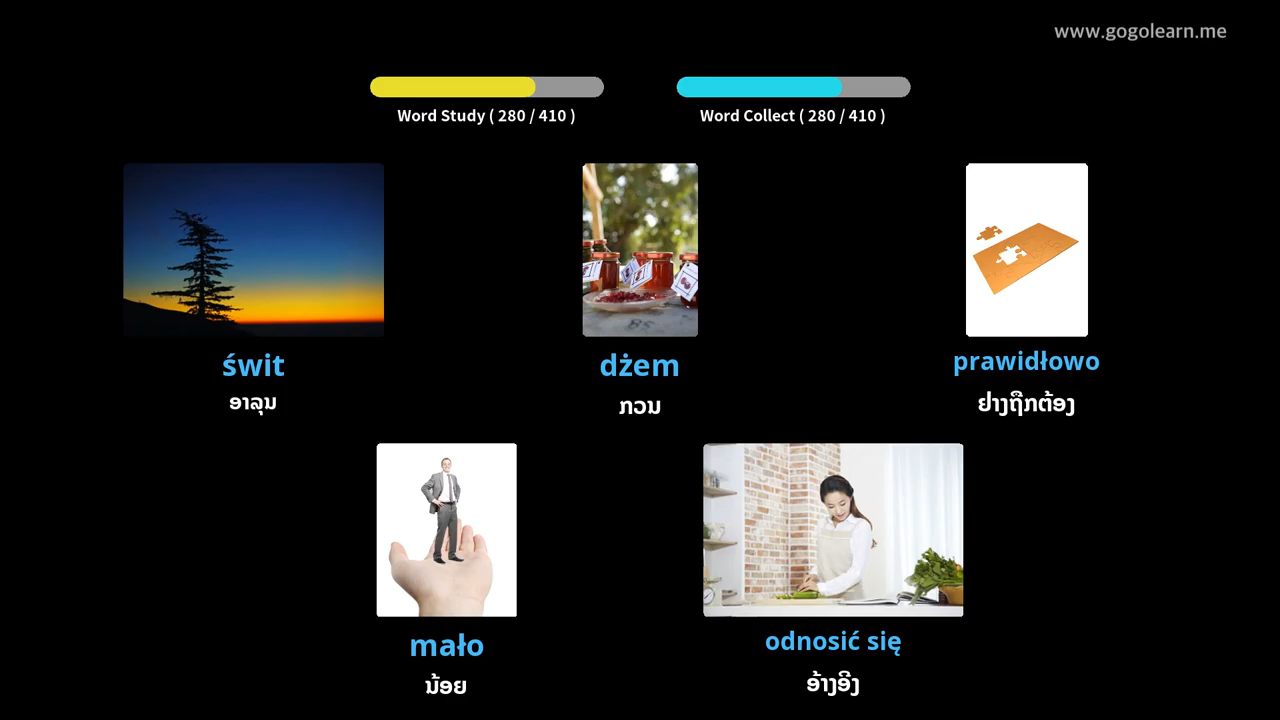 www.gogolearn.me
Word Study ( 280 / 410 )
Word Collect ( 280 / 410 )
świt
ອາລຸນ
dżem
ກວນ
prawidłowo
ຢ່າງຖືກຕ້ອງ
mało
ນ້ອຍ
odnosić się
ອ້າງອີງ